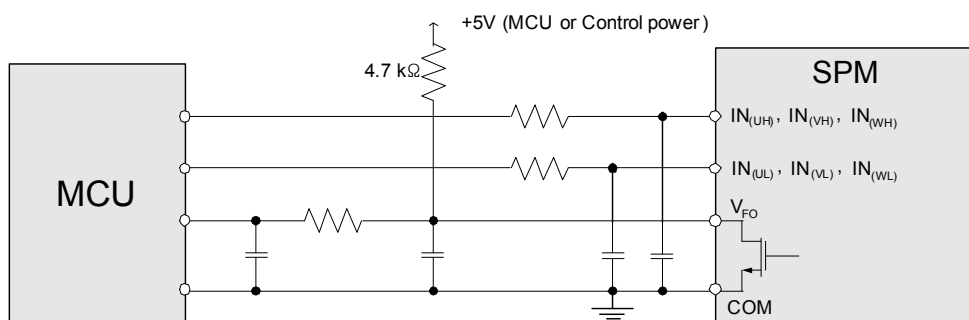 +5V (MCU or Control power)
4.7 kΩ
SPM
IN(UH), IN(VH), IN(WH)
IN(UL), IN(VL), IN(WL)
MCU
VFO
COM